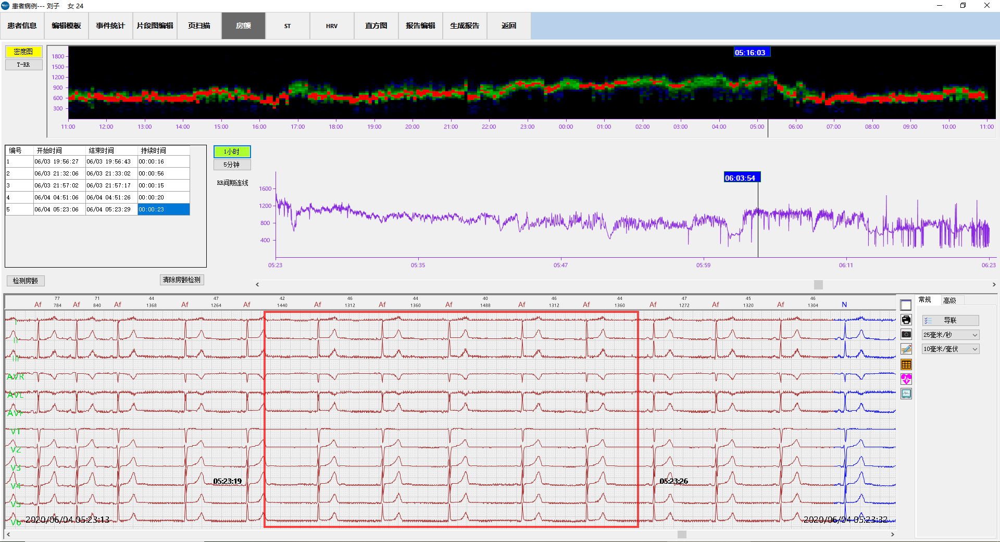 患者病例--- 刘子 女 24
患者信息 编辑模板 事件统计 片段图编辑 页扫描 房颤 ST HRV 直方图 报告编辑 生成报告 返回
密度图
T-RR
05:16:03
1800
1500
1200
900
600
300
11:00 12:00 13:00 14:00 15:00 16:00 17:00 18:00 19:00 20:00 21:00 22:00 23:00 00:00 01:00 02:00 03:00 04:00 05:00 06:00 07:00 08:00 09:00 10:00 11:00
编号 开始时间 结束时间 持续时间
1 06/03 19:56:27 06/03 19:56:43 00:00:16
2 06/03 21:32:06 06/03 21:33:02 00:00:56
3 06/03 21:57:02 06/03 21:57:17 00:00:15
4 06/04 04:51:06 06/04 04:51:26 00:00:20
5 06/04 05:23:06 06/04 05:23:29 00:00:23
检测房颤
清除房颤检测
1小时
5分钟
RR间期连线
06:03:54
1600
1200
800
400
05:23 05:35 05:47 05:59 06:11 06:23
77 71 44 47 42 46 44 40 46 44 47 45 46
Af 784 Af 840 Af 1368 Af 1264 Af 1440 1312 Af 1360 Af 1488 Af 1312 Af 1360 Af 1272 Af 1320 Af 1304 N
I
II
III
AVR
AVL
AVF
V1
V2
V3
V4
V5
V6
05:23:19
05:23:26
2020/06/04 05:23:13
2020/06/04 05:23:32
常规 高级
导联
25毫米/秒
10毫米/毫伏